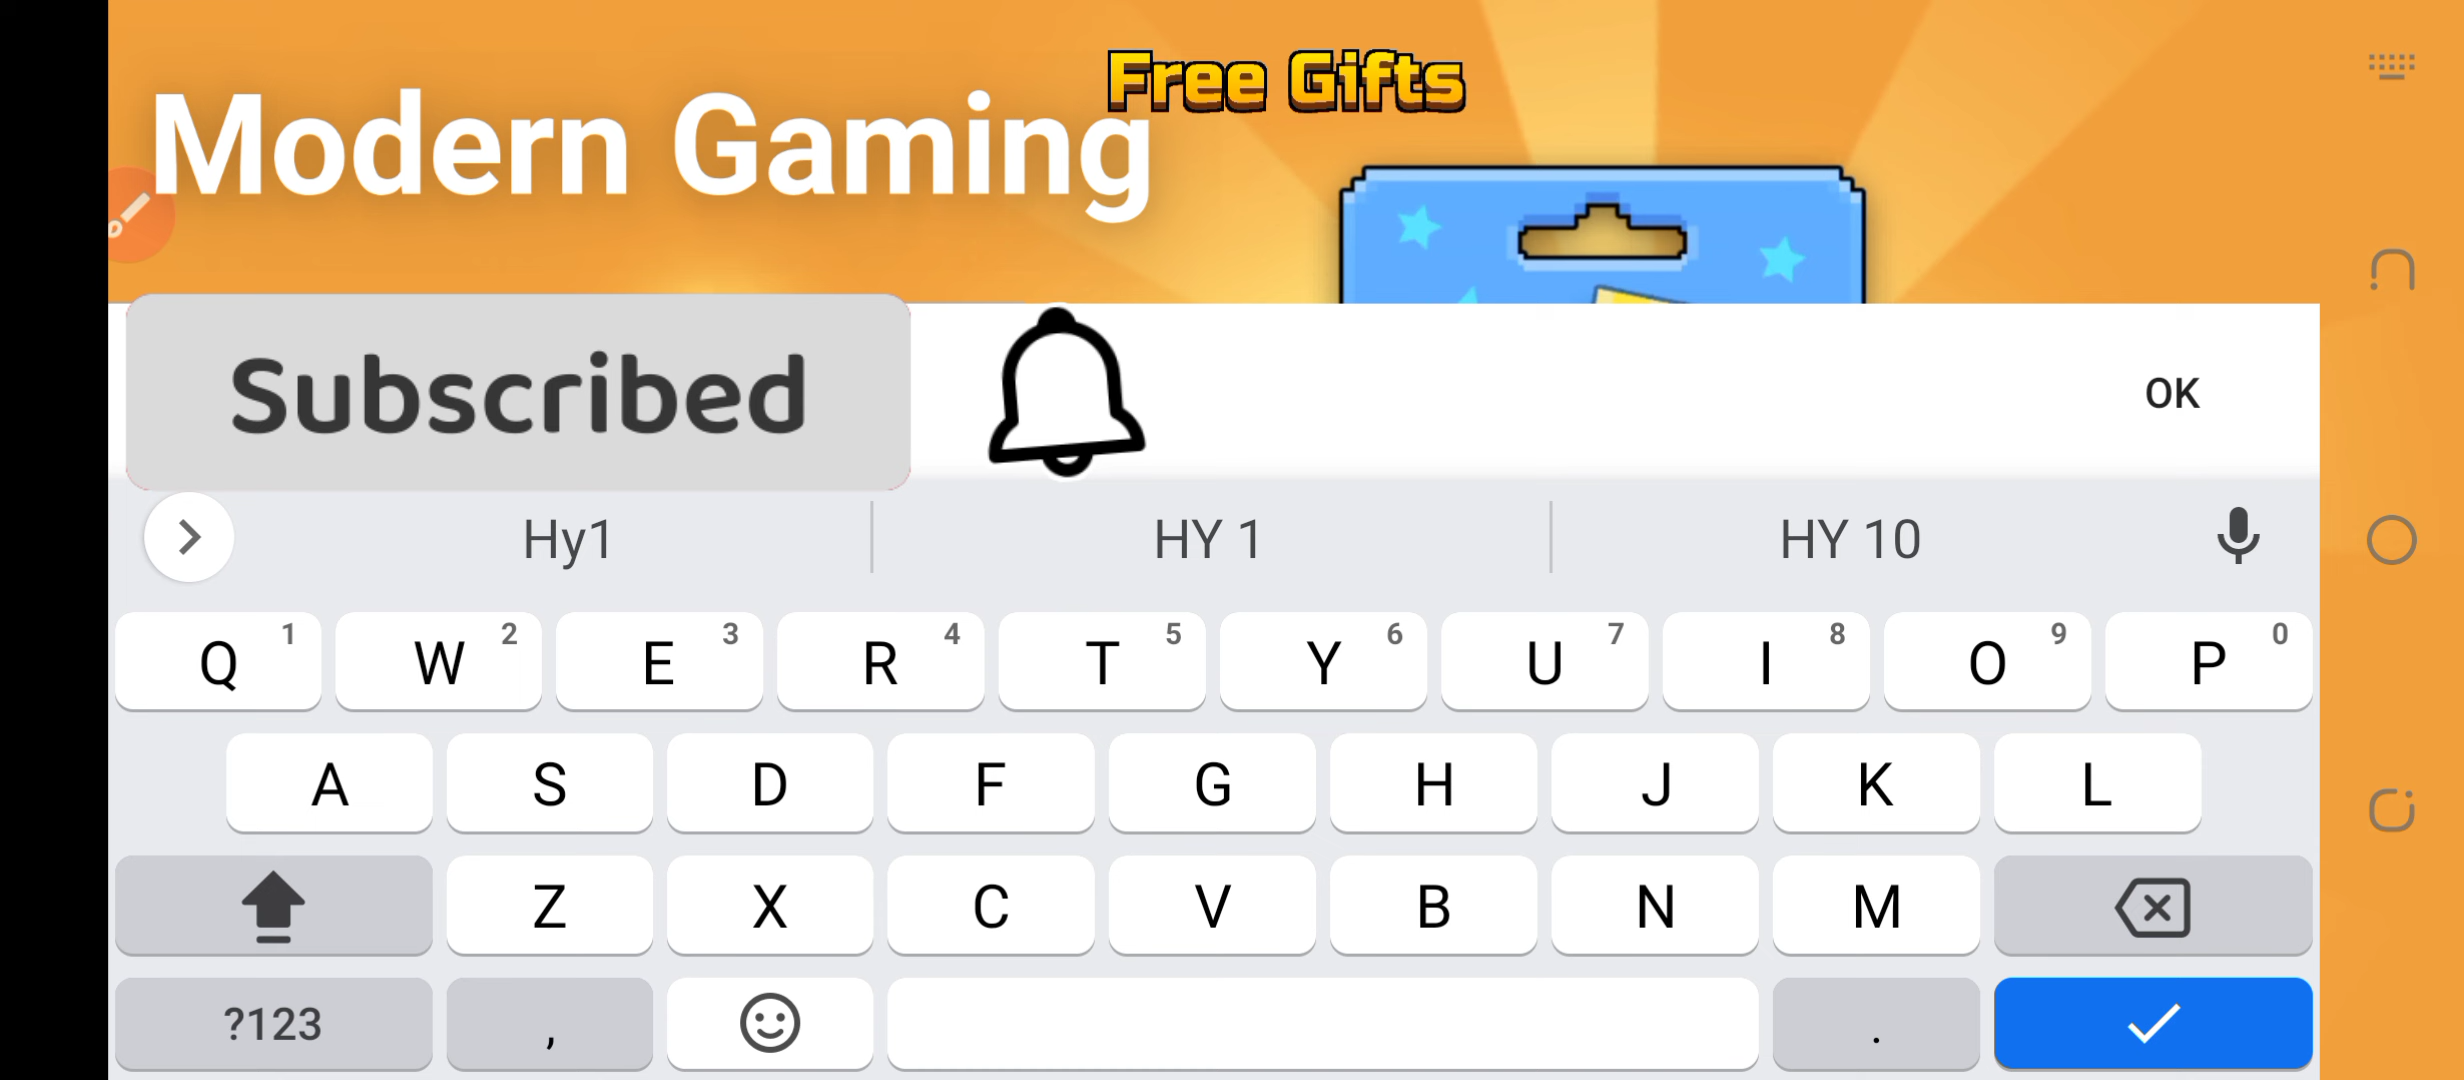 Free Gifts
Modern Gaming
Subscribed
OK
Hy1 HY 1 HY 10
Q 1 W 2 E 3 R 4 T 5 Y 6 U 7 I 8 O 9 P 0
A S D F G H J K L
Z X C V B N M
?123 , .